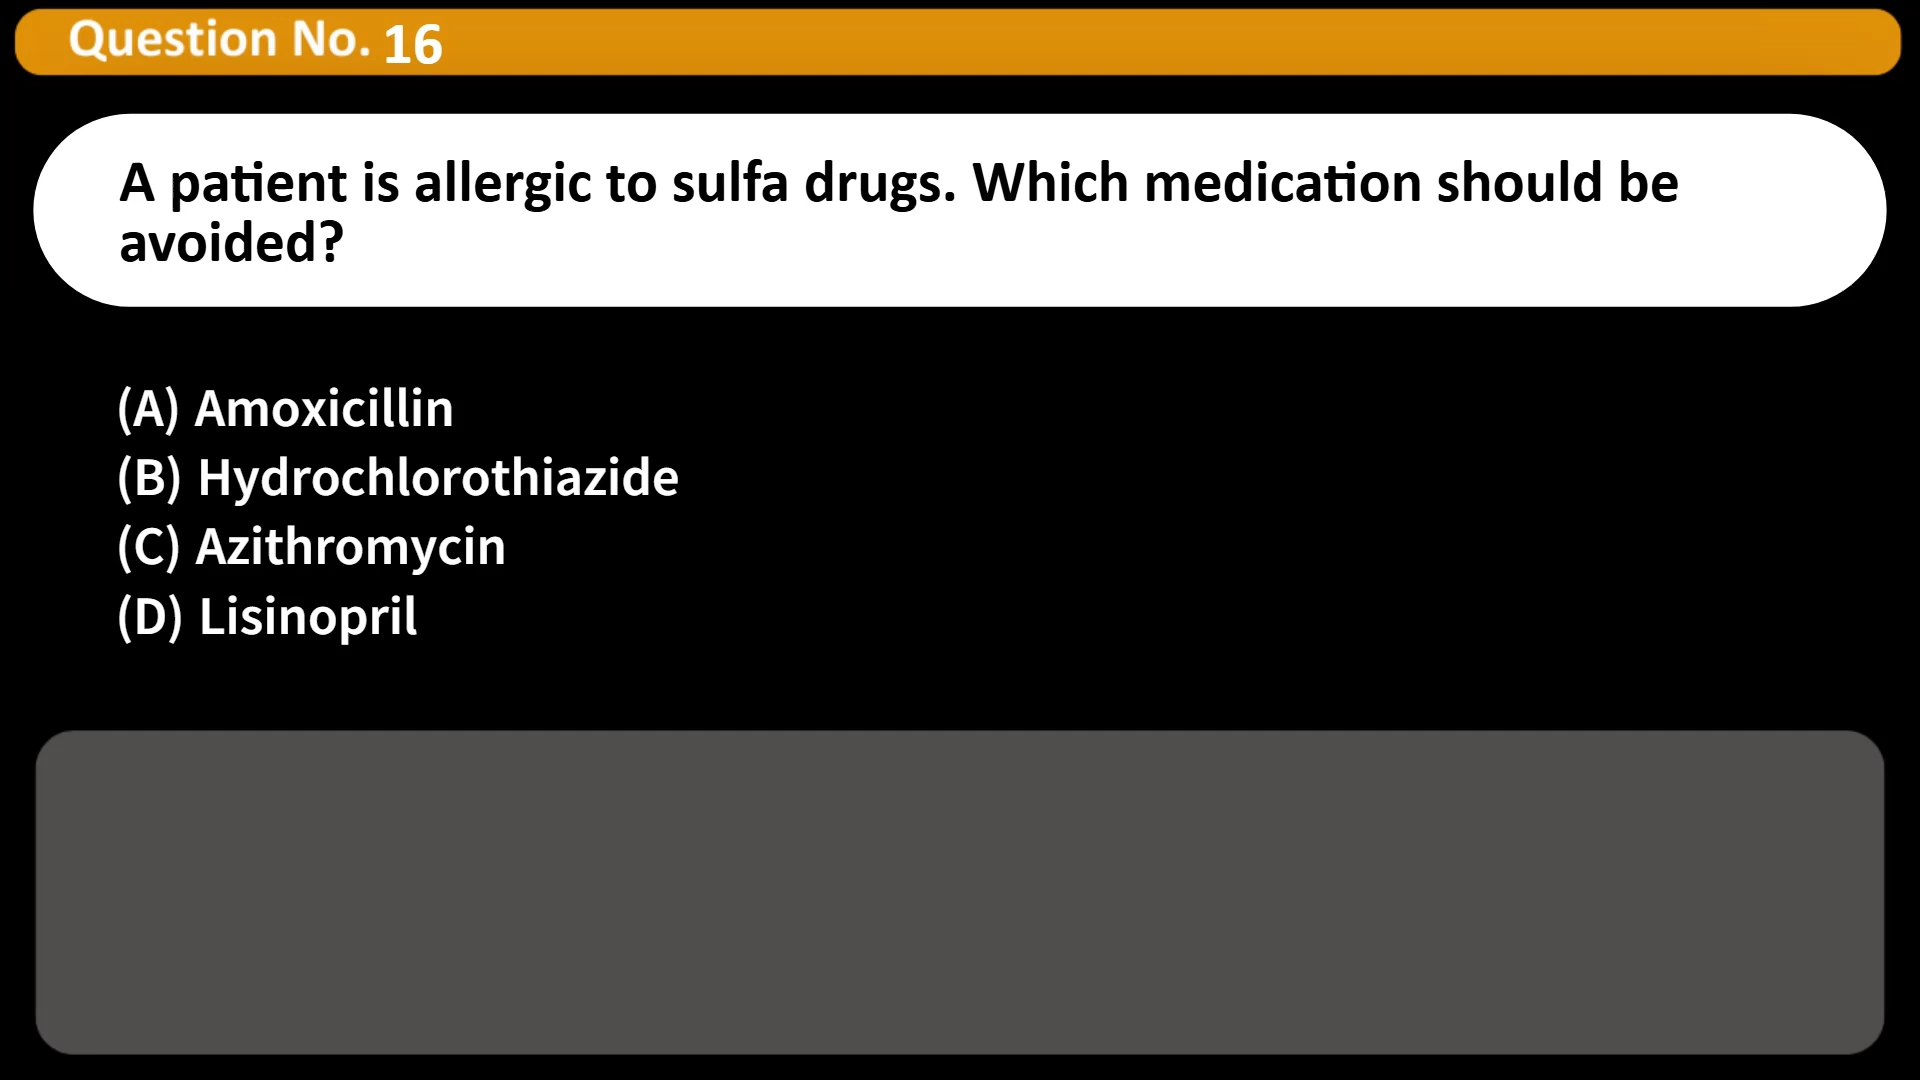 Question No. 16
A patient is allergic to sulfa drugs. Which medication should be
avoided?
(A) Amoxicillin
(B) Hydrochlorothiazide
(C) Azithromycin
(D) Lisinopril